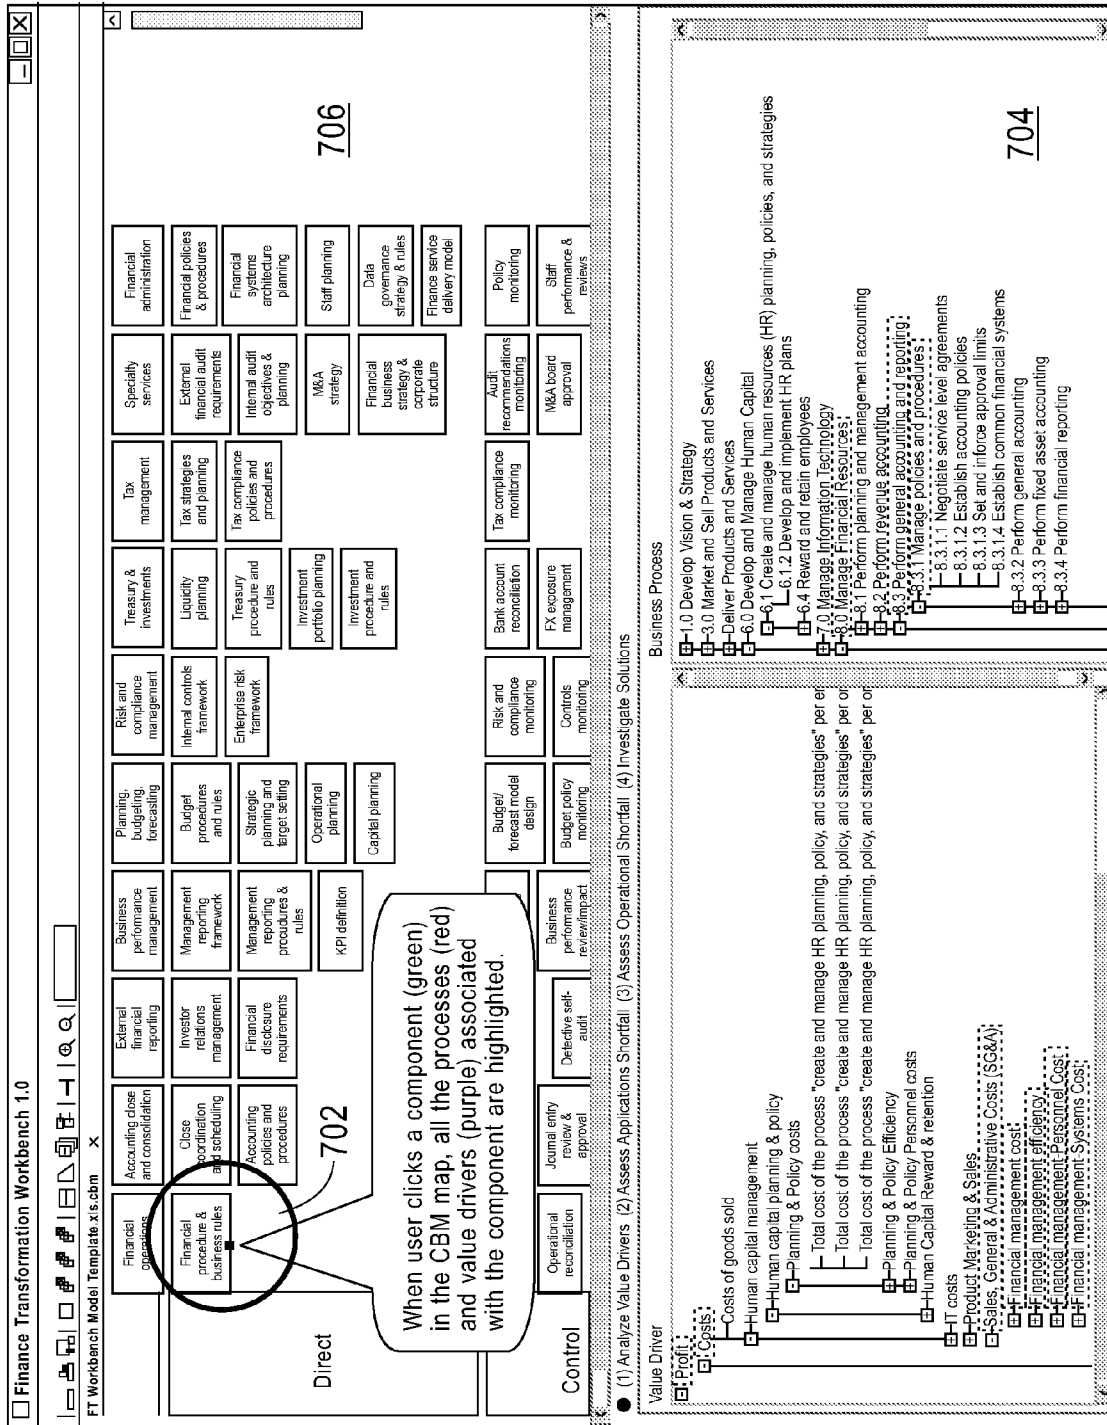 Finance Transformation Workbench 1.0
FT Workbench Model Template.xls.cbm X
Financial
operations
Accounting close
and consolidation
External
financial
reporting
Business
performance
management
Planning,
budgeting,
forecasting
Risk and
compliance
management
Treasury &
investments
Tax
management
Specialty
services
Financial
administration
Direct
Financial
procedure &
business rules
Close
coordination
and scheduling
Accounting
policies and
procedures
Investor
relations
management
Financial
disclosure
requirements
Management
reporting
framework
Management
reporting
procudures &
rules
KPI definition
Budget
procedures
and rules
Strategic
planning and
target setting
Operational
planning
Capital planning
Internal controls
framework
Enterprise risk
framework
Liquidity
planning
Treasury
procedure and
rules
Investment
portfolio planning
Investment
procedure and
rules
Tax strategies
and planning
Tax compliance
policies and
procedures
External
financial audit
requirements
Internal audit
objectives &
planning
M&A
strategy
Financial
business
strategy &
corporate
structure
Financial policies
& procedures
Financial
systems
architecture
planning
Staff planning
Data
governance
strategy & rules
Finance service
delivery model
702
706
When user clicks a component (green)
in the CBM map, all the processes (red)
and value drivers (purple) associated
with the component are highlighted.
Control
Operational
reconciliation
Journal entry
review &
approval
Detective self-
audit
Business
performance
review/impact
Budget/
forecast model
design
Budget policy
monitoring
Risk and
compliance
monitoring
Controls
monitoring
Bank account
reconciliation
FX exposure
management
Tax compliance
monitoring
Audit
recommendations
monitoring
M&A board
approval
Policy
monitoring
Staff
performance &
reviews
(1) Analyze Value Drivers (2) Assess Applications Shortfall (3) Assess Operational Shortfall (4) Investigate Solutions
Value Driver
Profit
Costs
Costs of goods sold
Human capital management
Human capital planning & policy
Planning & Policy costs
Total cost of the process "create and manage HR planning, policy, and strategies" per er
Total cost of the process "create and manage HR planning, policy, and strategies" per or
Total cost of the process "create and manage HR planning, policy, and strategies" per or
Planning & Policy Efficiency
Planning & Policy Personnel costs
Human Capital Reward & retention
IT costs
Product Marketing & Sales
Sales, General & Administrative Costs (SG&A)
Financial management cost
Financial management efficiency
Financial management-Personnel Cost
Financial management-Systems Cost
Business Process
1.0 Develop Vision & Strategy
3.0 Market and Sell Products and Services
Deliver Products and Services
6.0 Develop and Manage Human Capital
6.1 Create and manage human resources (HR) planning, policies, and strategies
6.1.2 Develop and implement HR plans
6.4 Reward and retain employees
7.0 Manage Information Technology
8.0 Manage Financial Resources
8.1 Perform planning and management accounting
8.2 Perform revenue accounting
8.3 Perform general accounting and reporting
8.3.1 Manage policies and procedures
8.3.1.1 Negotiate service level agreements
8.3.1.2 Establish accounting policies
8.3.1.3 Set and inforce approval limits
8.3.1.4 Establish common financial systems
8.3.2 Perform general accounting
8.3.3 Perform fixed asset accounting
8.3.4 Perform financial reporting
704